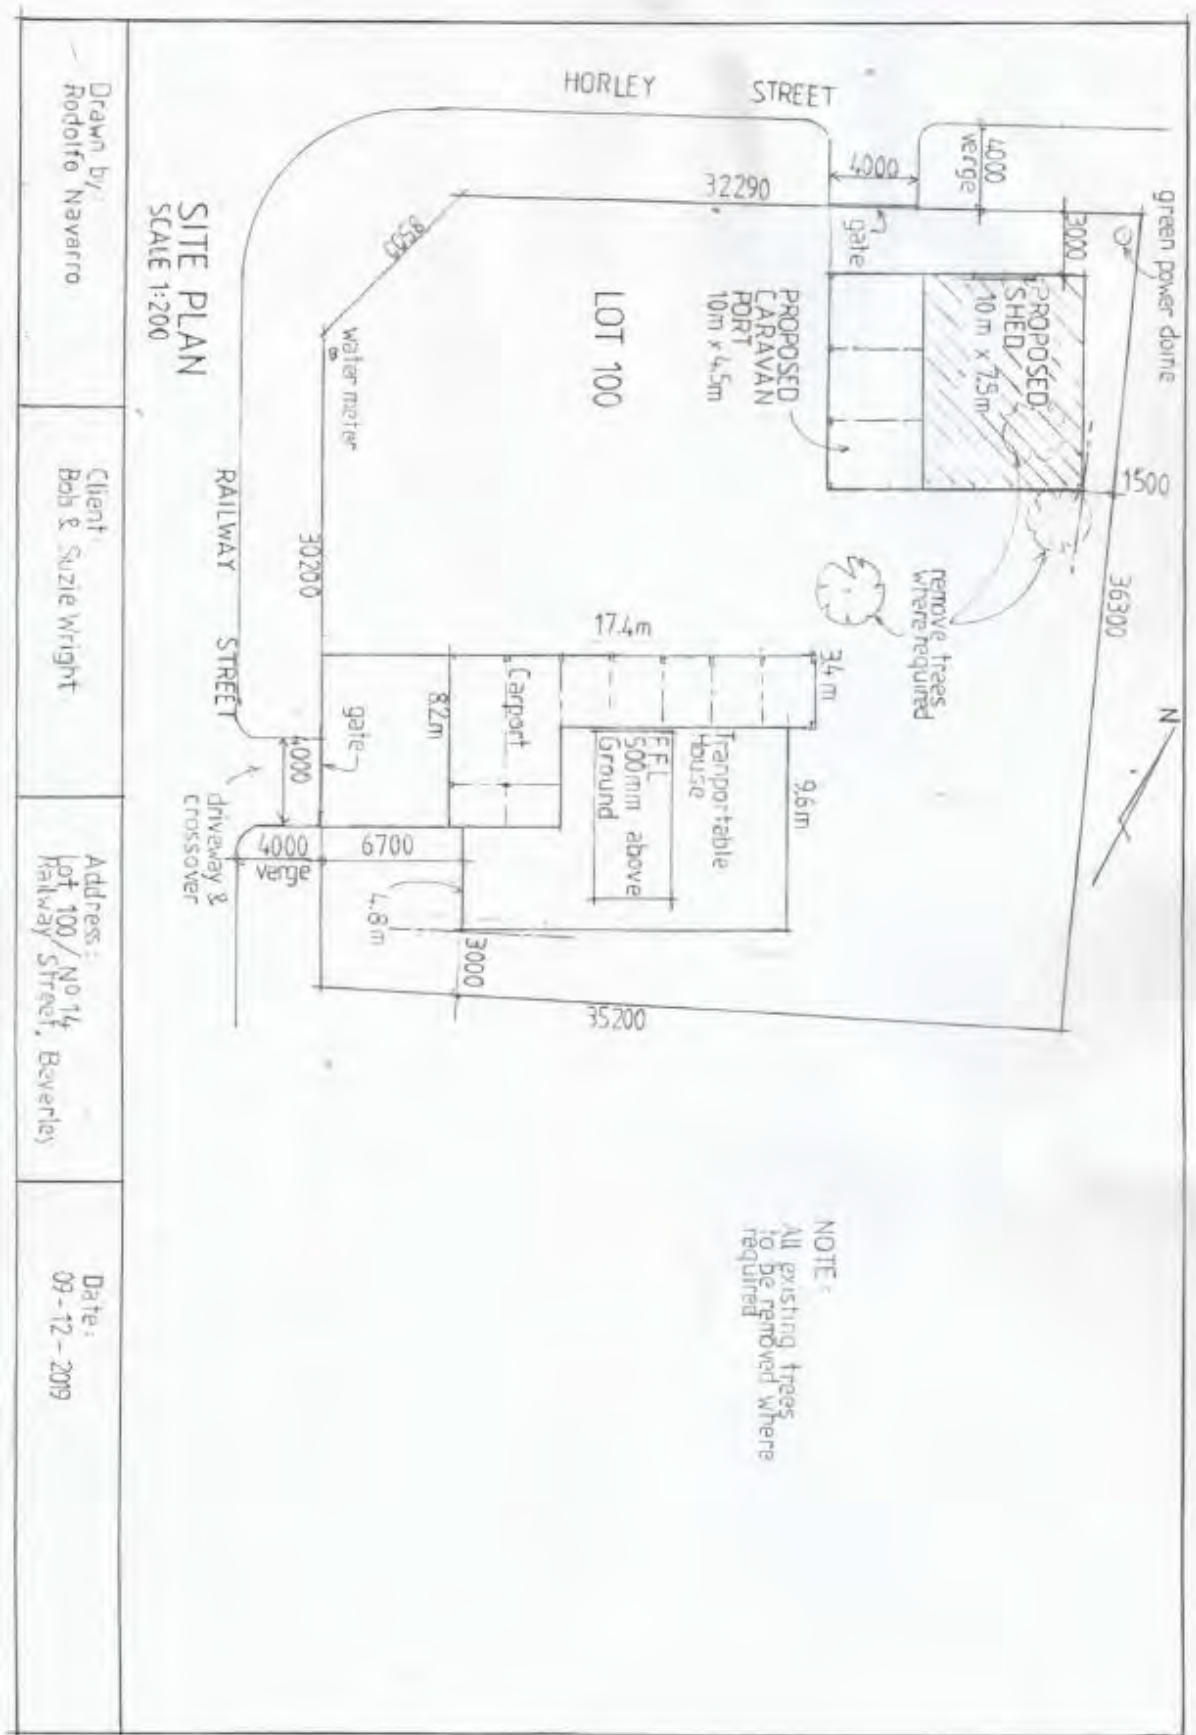 HORLEY STREET
green power dome
4000
verge
4000
32290
gate
3000
PROPOSED
SHED
10m x 7.5m
PROPOSED
CARAVAN
PORT
10m x 4.5m
1500
36300
LOT 100
8503
water meter
SITE PLAN
SCALE 1:200
remove trees
where required
N
17.4m
3.4m
30200
RAILWAY STREET
Carport
8.2m
gate
4000
Tranportable
House
9.6m
F.F.L
500mm above
Ground
driveway &
crossover
4000
verge
6700
4.8m
3000
35200
NOTE:
All existing trees
to be removed where
required
Drawn by:
Rodolfo Navarro
Client
Bob & Suzie Wright
Address:
Lot 100/Nº 14
Railway Street, Beverley
Date:
09-12-2019